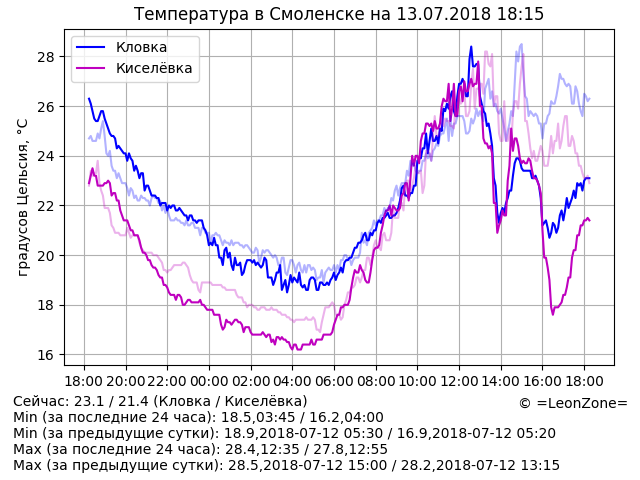 Температура в Смоленске на 13.07.2018 18:15
Кловка
Киселёвка
градусов Цельсия, °C
28
26
24
22
20
18
16
18:00 20:00 22:00 00:00 02:00 04:00 06:00 08:00 10:00 12:00 14:00 16:00 18:00
Сейчас: 23.1 / 21.4 (Кловка / Киселёвка)
© =LeonZone=
Min (за последние 24 часа): 18.5,03:45 / 16.2,04:00
Min (за предыдущие сутки): 18.9,2018-07-12 05:30 / 16.9,2018-07-12 05:20
Max (за последние 24 часа): 28.4,12:35 / 27.8,12:55
Max (за предыдущие сутки): 28.5,2018-07-12 15:00 / 28.2,2018-07-12 13:15